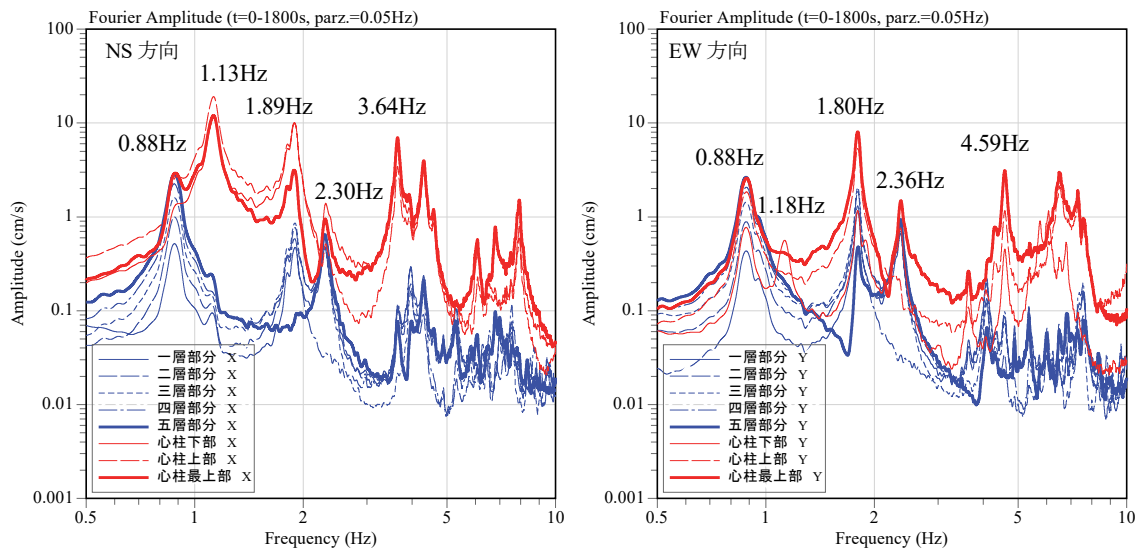 Fourier Amplitude (t=0-1800s, parz.=0.05Hz)
NS 方向
1.13Hz
1.89Hz
3.64Hz
0.88Hz
2.30Hz
100
10
1
0.1
0.01
0.001
Amplitude (cm/s)
一層部分 X
二層部分 X
三層部分 X
四層部分 X
五層部分 X
心柱下部 X
心柱上部 X
心柱最上部 X
0.5
1
2
5
10
Frequency (Hz)
Fourier Amplitude (t=0-1800s, parz.=0.05Hz)
EW 方向
1.80Hz
4.59Hz
0.88Hz
2.36Hz
1.18Hz
100
10
1
0.1
0.01
0.001
Amplitude (cm/s)
一層部分 Y
二層部分 Y
三層部分 Y
四層部分 Y
五層部分 Y
心柱下部 Y
心柱上部 Y
心柱最上部 Y
0.5
1
2
5
10
Frequency (Hz)